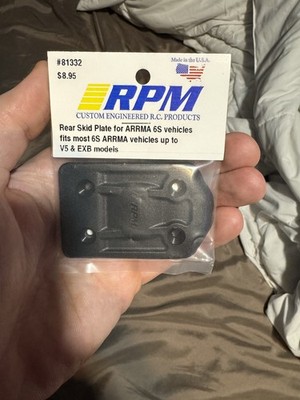 #81332
$8.95
Made in the U.S.A.
RPM
CUSTOM ENGINEERED R.C. PRODUCTS
Rear Skid Plate for ARRMA 6S vehicles
fits most 6S ARRMA vehicles up to
V5 & EXB models
RPM